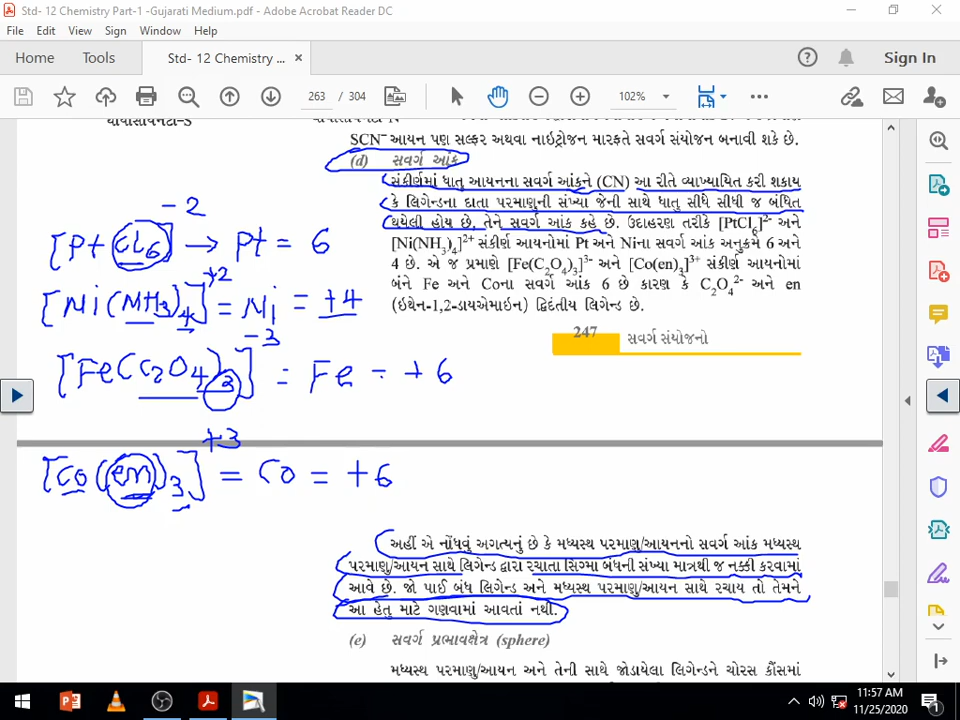 Std- 12 Chemistry Part-1 -Gujarati Medium.pdf - Adobe Acrobat Reader DC
File Edit View Sign Window Help
Home Tools Std- 12 Chemistry ... × Sign In
263 / 304 102%
SCN⁻ આયન પણ સલ્ફર અથવા નાઇટ્રોજન મારફતે સવર્ગ સંયોજન બનાવી શકે છે.
(d) સવર્ગ આંક
સંકીર્ણમાં ધાતુ આયનના સવર્ગ આંકને (CN) આ રીતે વ્યાખ્યાયિત કરી શકાય
કે લિગેન્ડના દાતા પરમાણુની સંખ્યા જેની સાથે ધાતુ સીધે સીધી જ બંધિત
થયેલી હોય છે, તેને સવર્ગ આંક કહે છે. ઉદાહરણ તરીકે [PtCl₆]²⁻ અને
[Ni(NH₃)₄]²⁺ સંકીર્ણ આયનોમાં Pt અને Niના સવર્ગ આંક અનુક્રમે 6 અને
4 છે. એ જ પ્રમાણે [Fe(C₂O₄)₃]³⁻ અને [Co(en)₃]³⁺ સંકીર્ણ આયનોમાં
બંને Fe અને Coના સવર્ગ આંક 6 છે કારણ કે C₂O₄²⁻ અને en
(ઇથેન-1,2-ડાયએમાઇન) દ્વિદંતીય લિગેન્ડ છે.
247 સવર્ગ સંયોજનો
[Pt Cl₆]⁻² → Pt = 6
[Ni(NH₃)₄]⁺² = Ni = +4
[Fe(C₂O₄)₃]⁻³ = Fe = +6
[Co(en)₃]⁺³ = Co = +6
અહીં એ નોંધવું અગત્યનું છે કે મધ્યસ્થ પરમાણુ/આયનનો સવર્ગ આંક મધ્યસ્થ
પરમાણુ/આયન સાથે લિગેન્ડ દ્વારા રચાતા સિગ્મા બંધની સંખ્યા માત્રથી જ નક્કી કરવામાં
આવે છે. જો પાઈ બંધ લિગેન્ડ અને મધ્યસ્થ પરમાણુ/આયન સાથે રચાય તો તેમને
આ હેતુ માટે ગણવામાં આવતાં નથી.
(e) સવર્ગ પ્રભાવક્ષેત્ર (sphere)
મધ્યસ્થ પરમાણુ/આયન અને તેની સાથે જોડાયેલા લિગેન્ડને ચોરસ કૌંસમાં
11:57 AM
11/25/2020
1